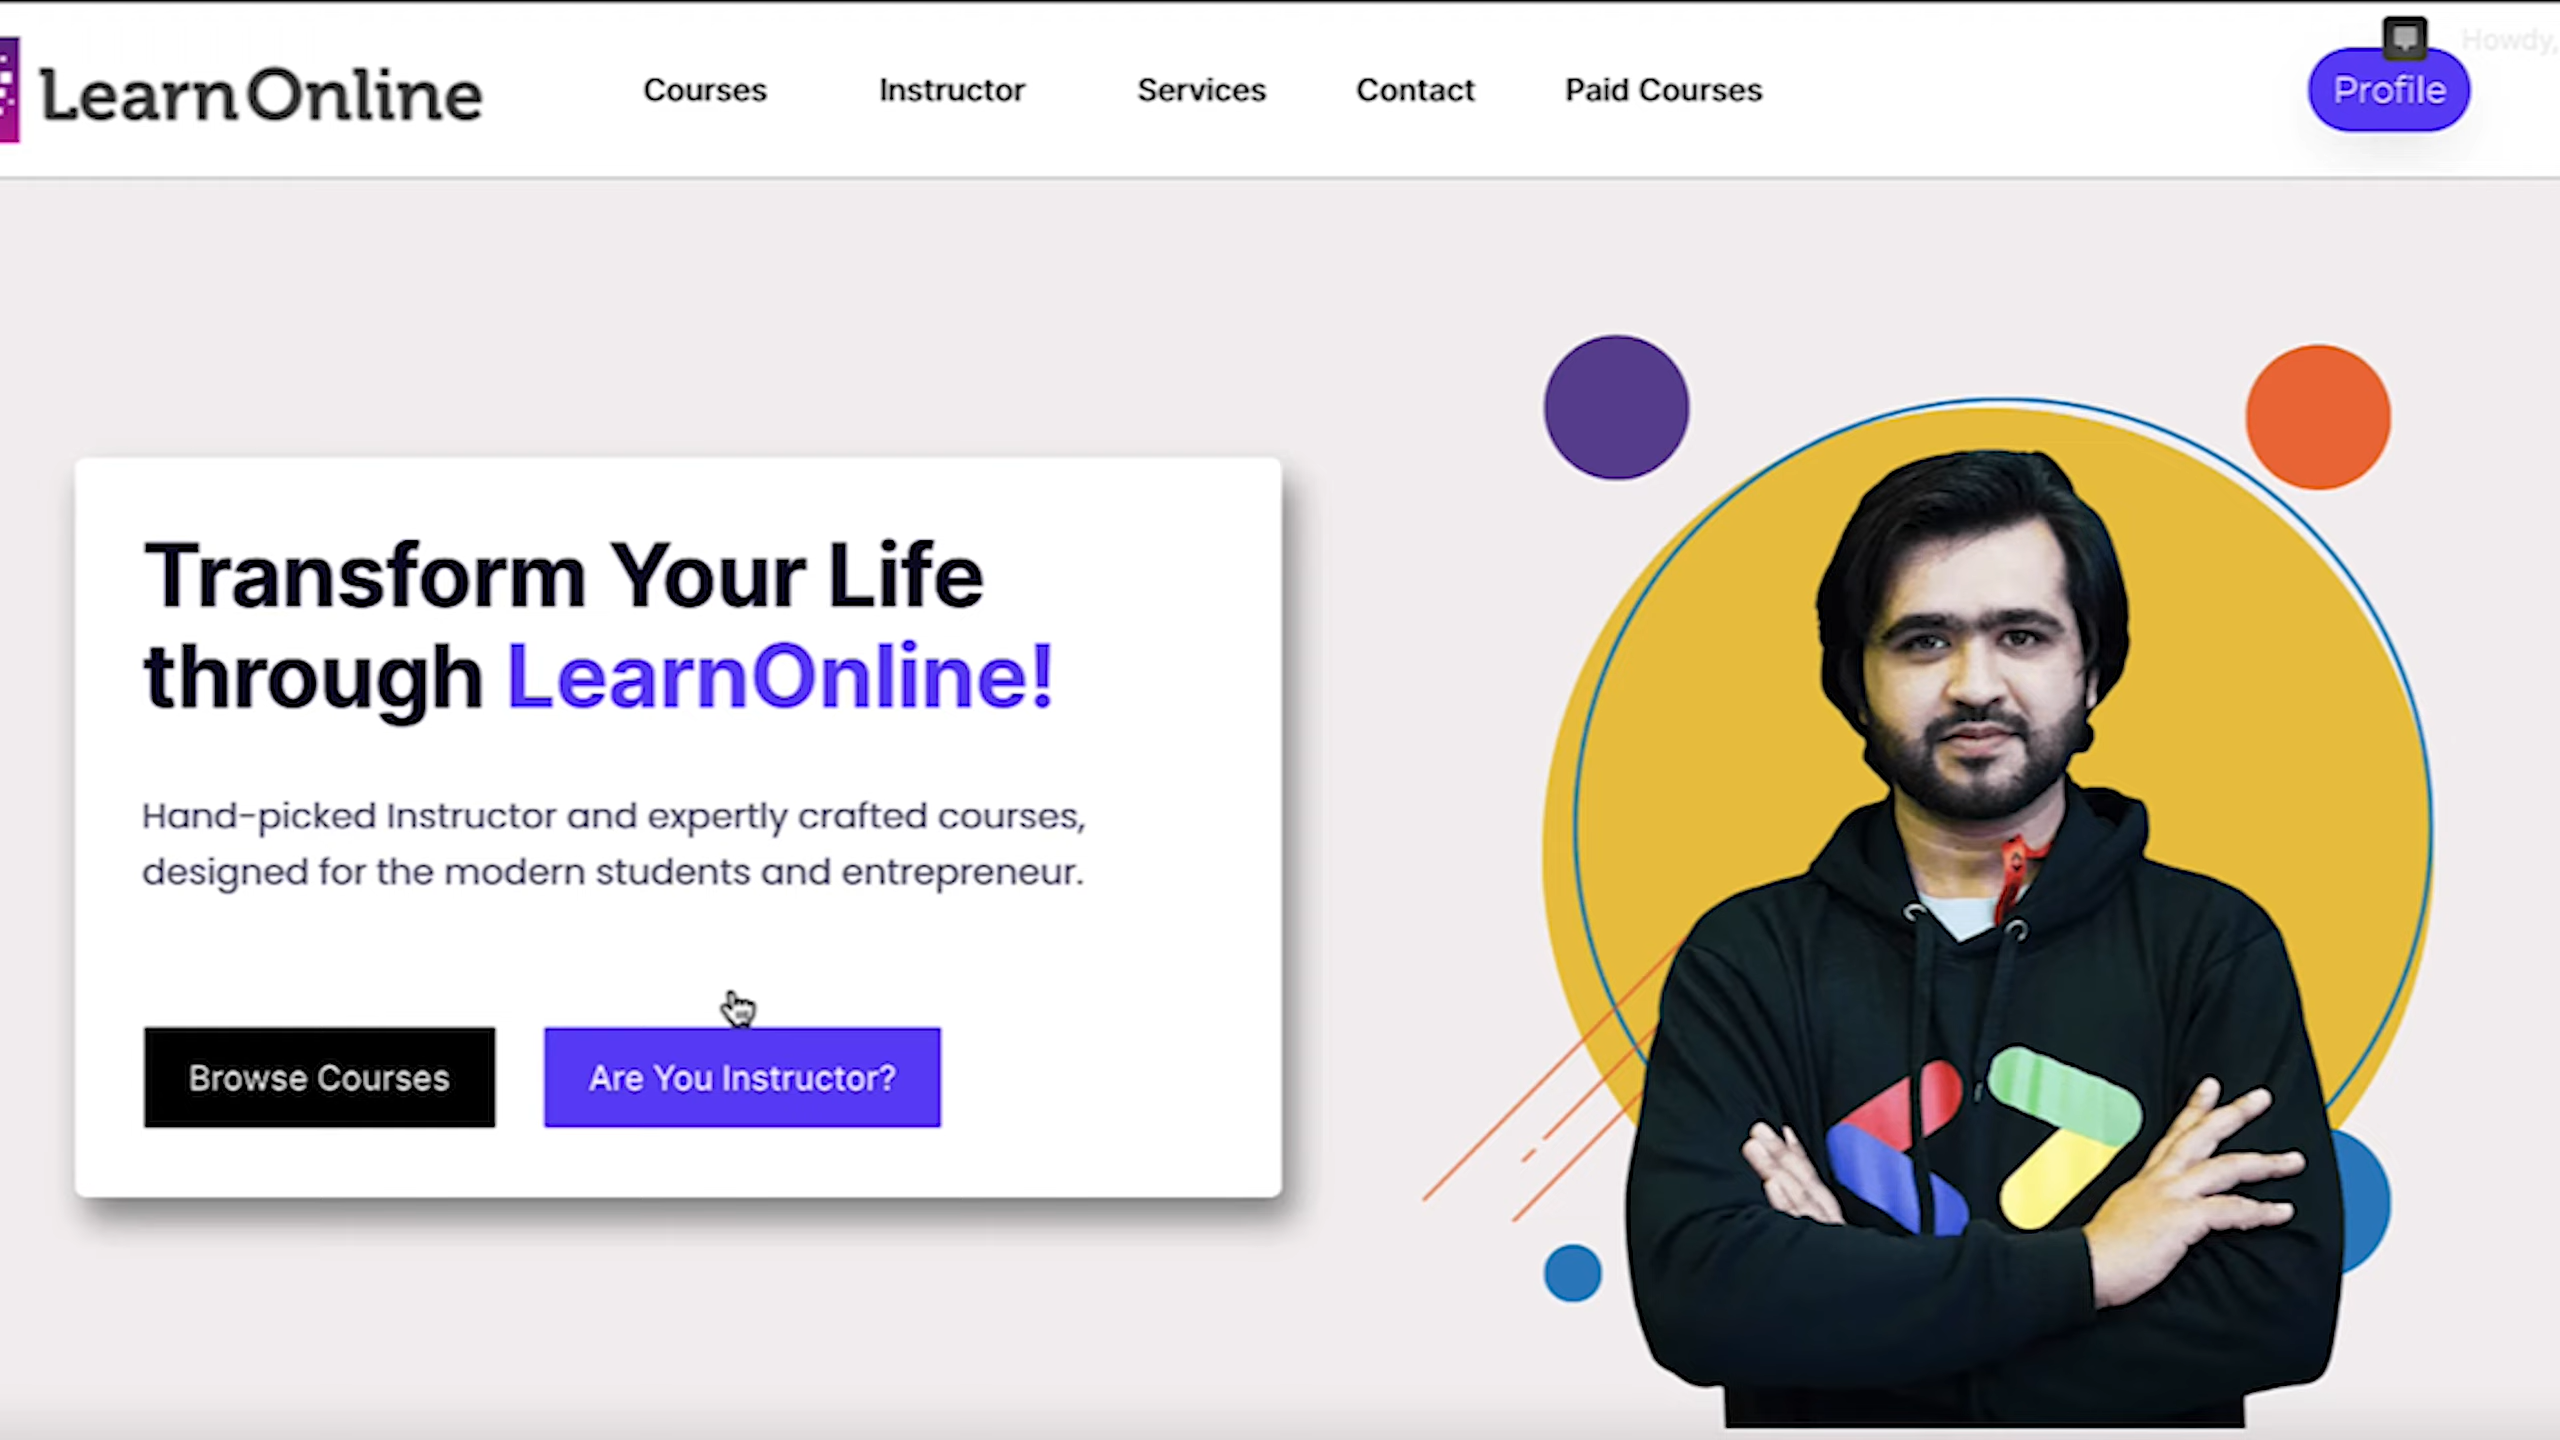 LearnOnline
Courses
Instructor
Services
Contact
Paid Courses
Howdy,
Profile
Transform Your Life
through LearnOnline!
Hand-picked Instructor and expertly crafted courses,
designed for the modern students and entrepreneur.
Browse Courses
Are You Instructor?